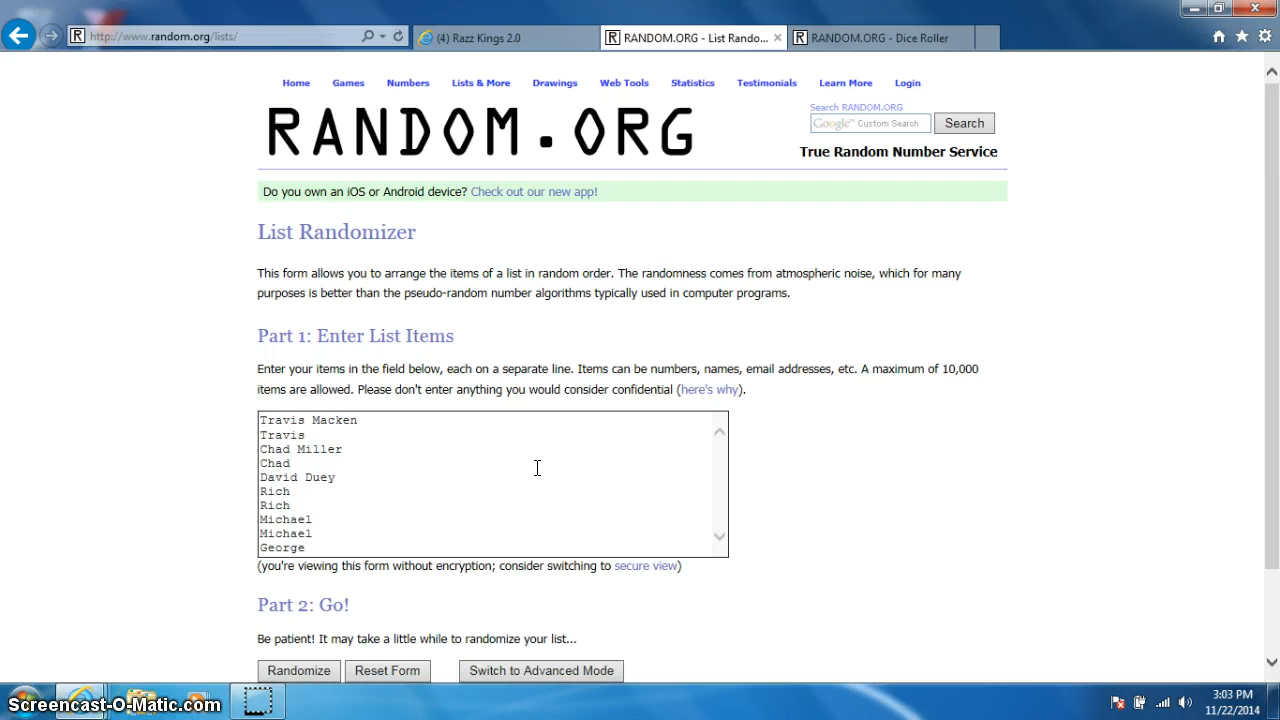 http://www.random.org/lists/
(4) Razz Kings 2.0
RANDOM.ORG - List Rando...
RANDOM.ORG - Dice Roller
Home Games Numbers Lists & More Drawings Web Tools Statistics Testimonials Learn More Login
RANDOM.ORG
Search RANDOM.ORG
Google™ Custom Search
Search
True Random Number Service
Do you own an iOS or Android device? Check out our new app!
List Randomizer
This form allows you to arrange the items of a list in random order. The randomness comes from atmospheric noise, which for many
purposes is better than the pseudo-random number algorithms typically used in computer programs.
Part 1: Enter List Items
Enter your items in the field below, each on a separate line. Items can be numbers, names, email addresses, etc. A maximum of 10,000
items are allowed. Please don't enter anything you would consider confidential (here's why).
Travis Macken
Travis
Chad Miller
Chad
David Duey
Rich
Rich
Michael
Michael
George
(you're viewing this form without encryption; consider switching to secure view)
Part 2: Go!
Be patient! It may take a little while to randomize your list...
Randomize Reset Form Switch to Advanced Mode
Screencast-O-Matic.com
3:03 PM
11/22/2014